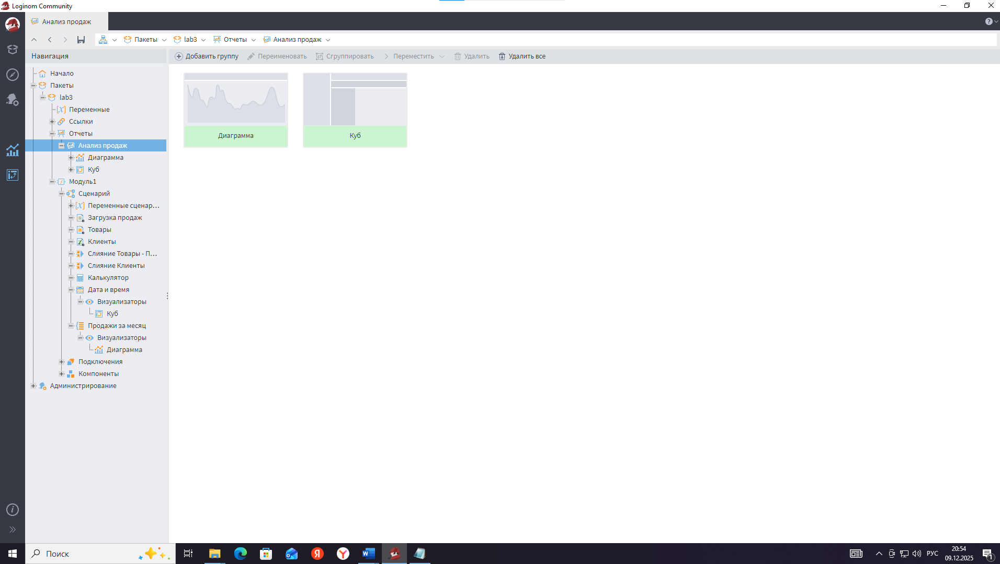 Loginom Community
Анализ продаж
Пакеты
lab3
Отчеты
Анализ продаж
Навигация
Добавить группу
Переименовать
Сгруппировать
Переместить
Удалить
Удалить все
Начало
Пакеты
lab3
Переменные
Ссылки
Отчеты
Анализ продаж
Диаграмма
Куб
Модуль1
Сценарий
Переменные сценар...
Загрузка продаж
Товары
Клиенты
Слияние Товары - П...
Слияние Клиенты
Калькулятор
Дата и время
Визуализаторы
Куб
Продажи за месяц
Визуализаторы
Диаграмма
Подключения
Компоненты
Администрирование
Диаграмма
Куб
Поиск
РУС
20:54
09.12.2025
1